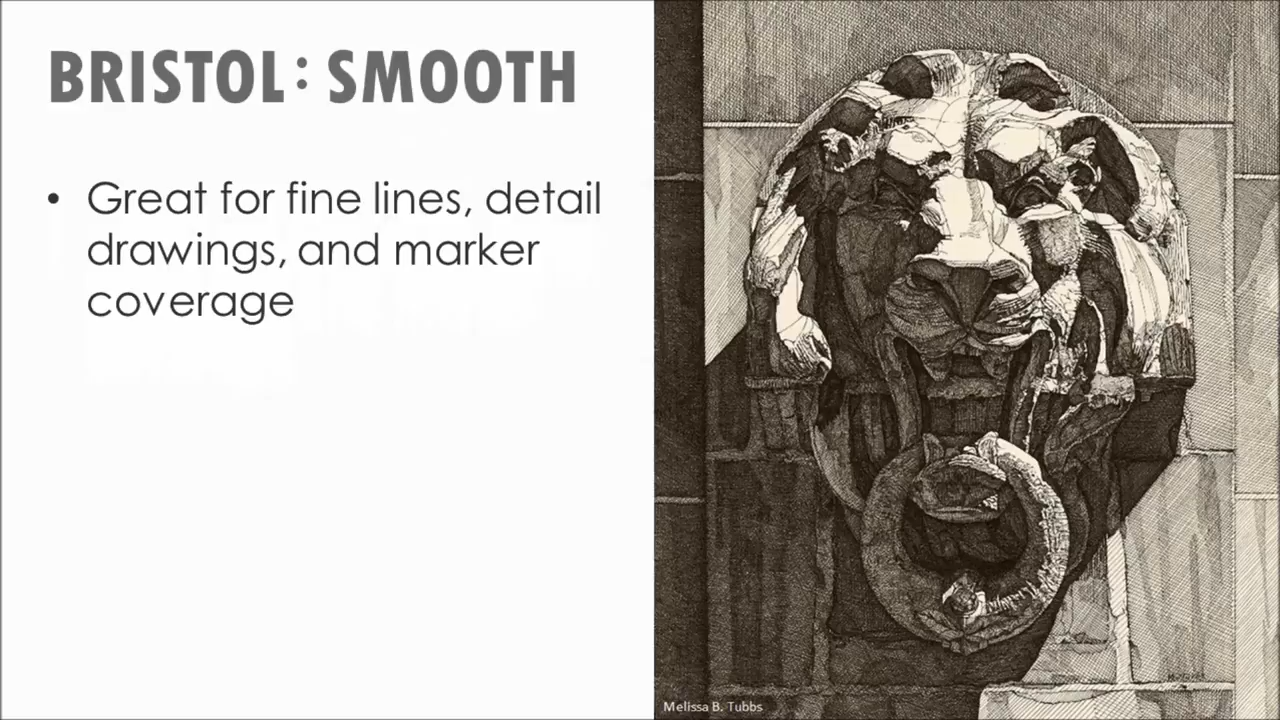 BRISTOL: SMOOTH
• Great for fine lines, detail
drawings, and marker
coverage
Melissa B. Tubbs